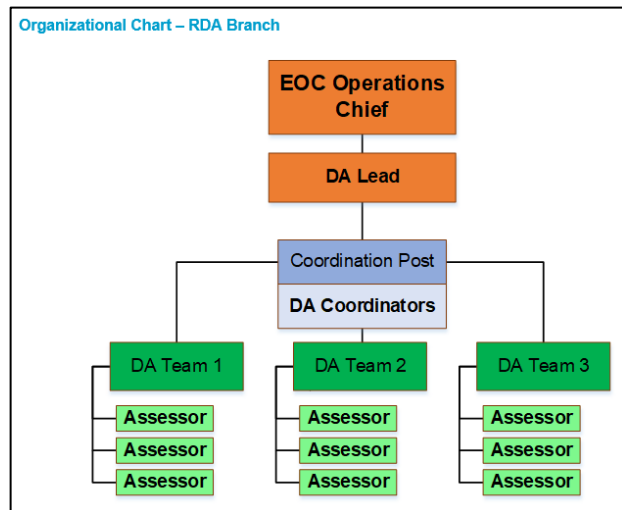 Organizational Chart – RDA Branch
EOC Operations
Chief
DA Lead
Coordination Post
DA Coordinators
DA Team 1
DA Team 2
DA Team 3
Assessor
Assessor
Assessor
Assessor
Assessor
Assessor
Assessor
Assessor
Assessor